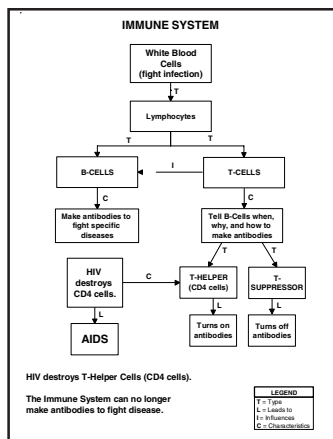 IMMUNE SYSTEM
White Blood
Cells
(fight infection)
T
Lymphocytes
T
T
B-CELLS
I
T-CELLS
C
C
Make antibodies to
fight specific
diseases
Tell B-Cells when,
why, and how to
make antibodies
T
T
HIV
destroys
CD4 cells.
C
T-HELPER
(CD4 cells)
T-
SUPPRESSOR
L
L
L
AIDS
Turns on
antibodies
Turns off
antibodies
HIV destroys T-Helper Cells (CD4 cells).
The Immune System can no longer
make antibodies to fight disease.
LEGEND
T = Type
L = Leads to
I = Influences
C = Characteristics